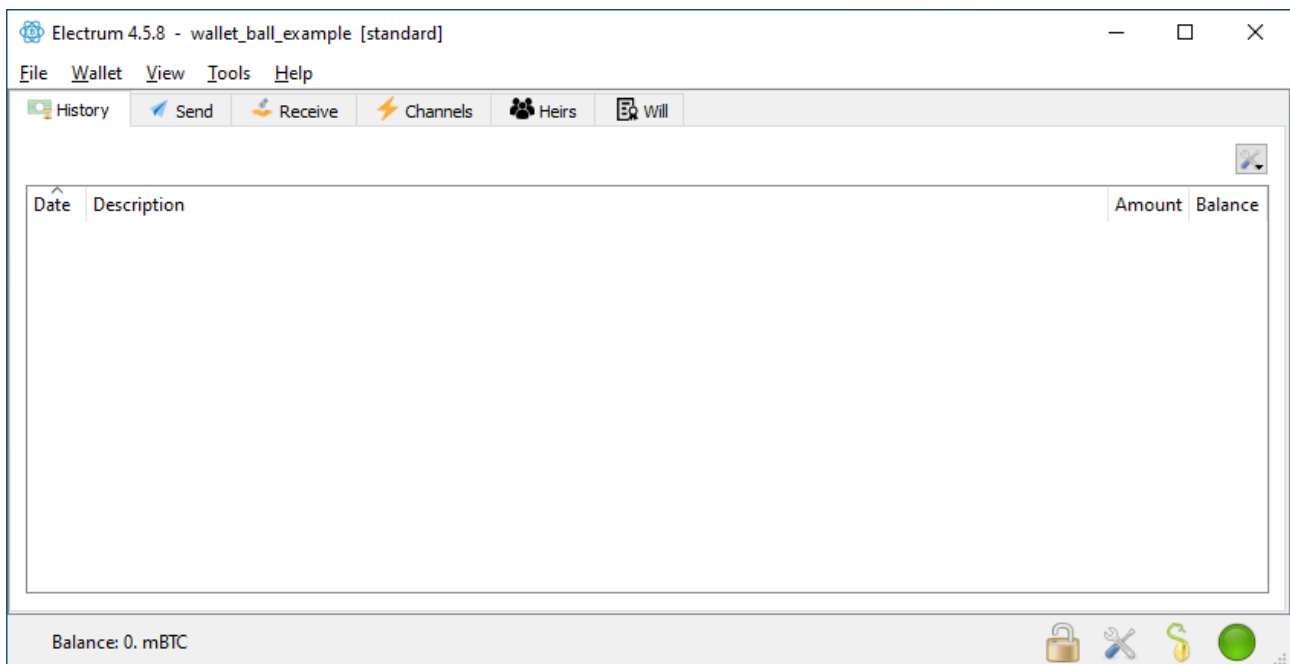 Electrum 4.5.8 - wallet_ball_example [standard]
File Wallet View Tools Help
History Send Receive Channels Heirs Will
Date Description Amount Balance
Balance: 0. mBTC